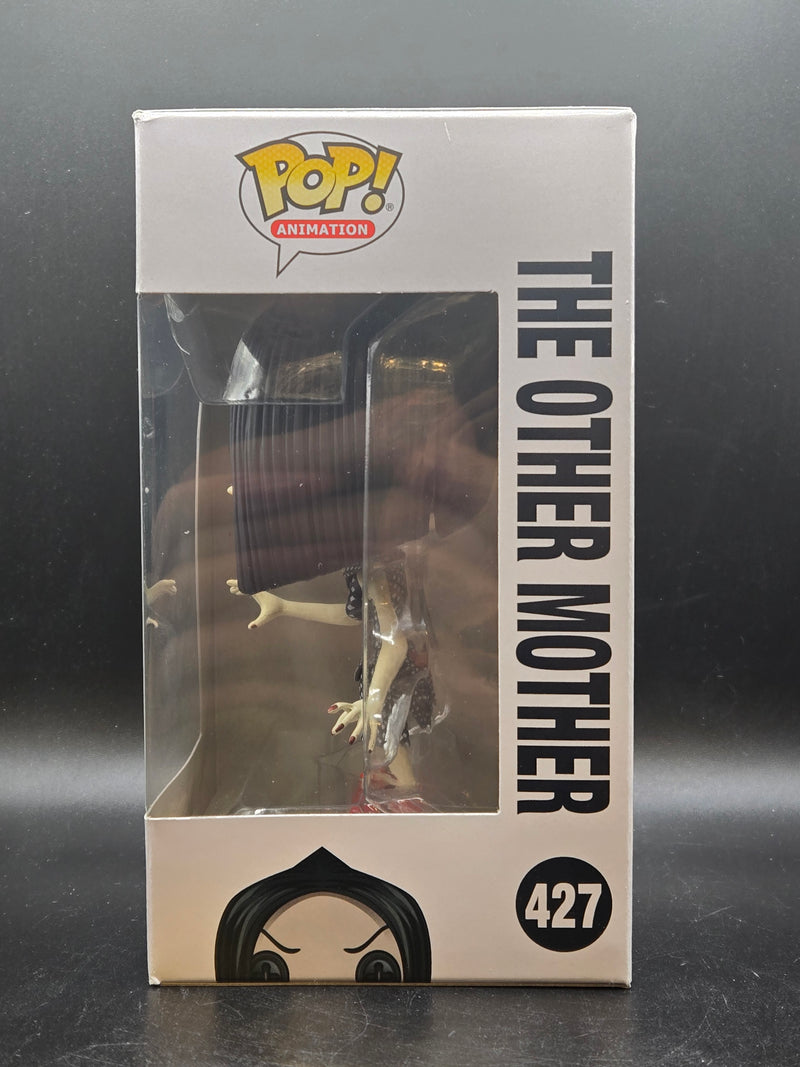 POP!®
ANIMATION
THE OTHER MOTHER
427